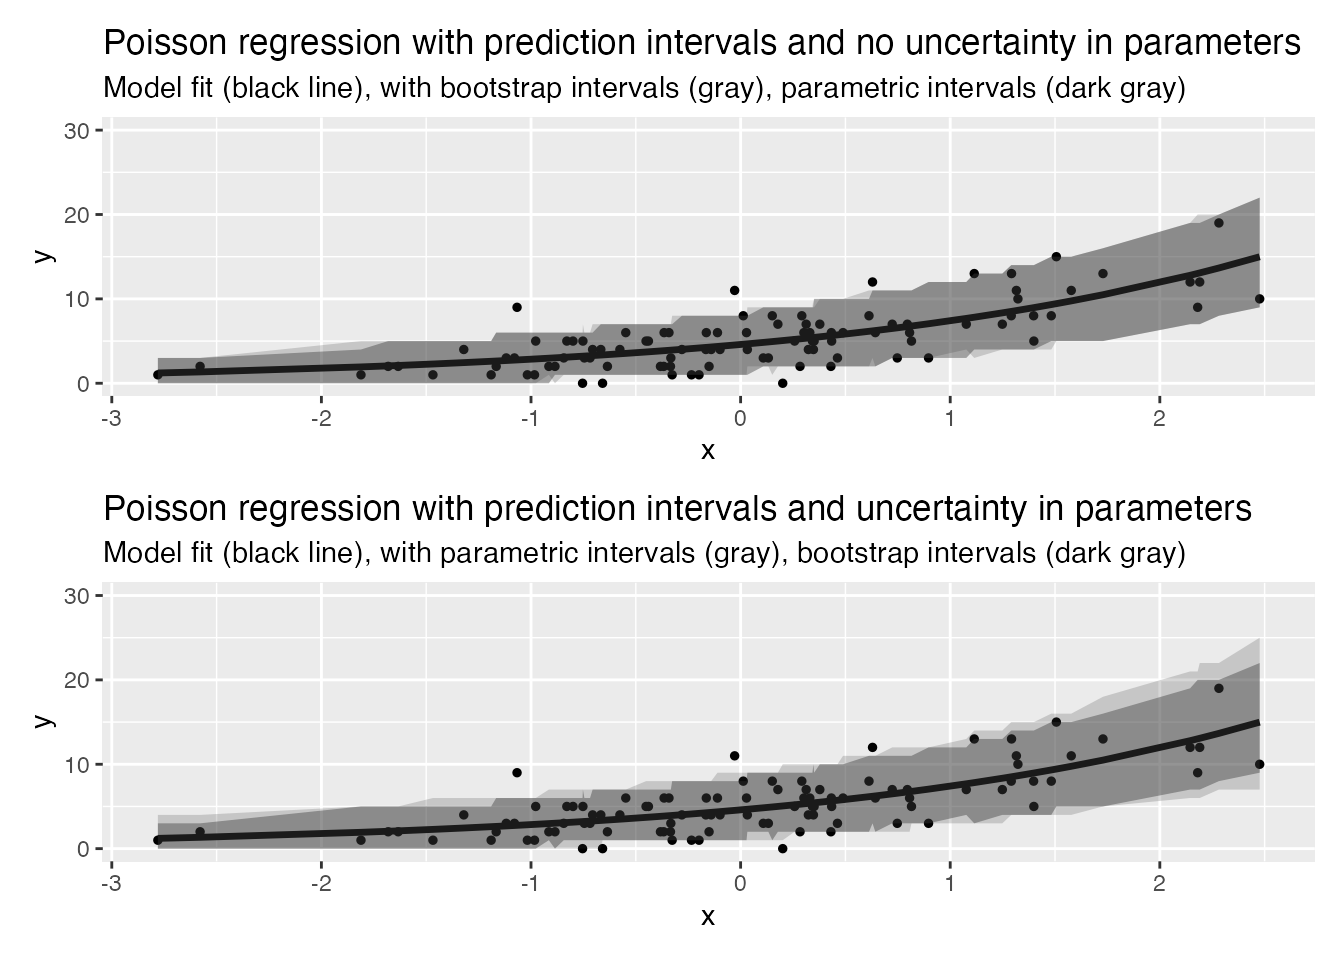 Poisson regression with prediction intervals and no uncertainty in parameters
Model fit (black line), with bootstrap intervals (gray), parametric intervals (dark gray)
30
20
10
0
y
-3 -2 -1 0 1 2
x
Poisson regression with prediction intervals and uncertainty in parameters
Model fit (black line), with parametric intervals (gray), bootstrap intervals (dark gray)
30
20
10
0
y
-3 -2 -1 0 1 2
x